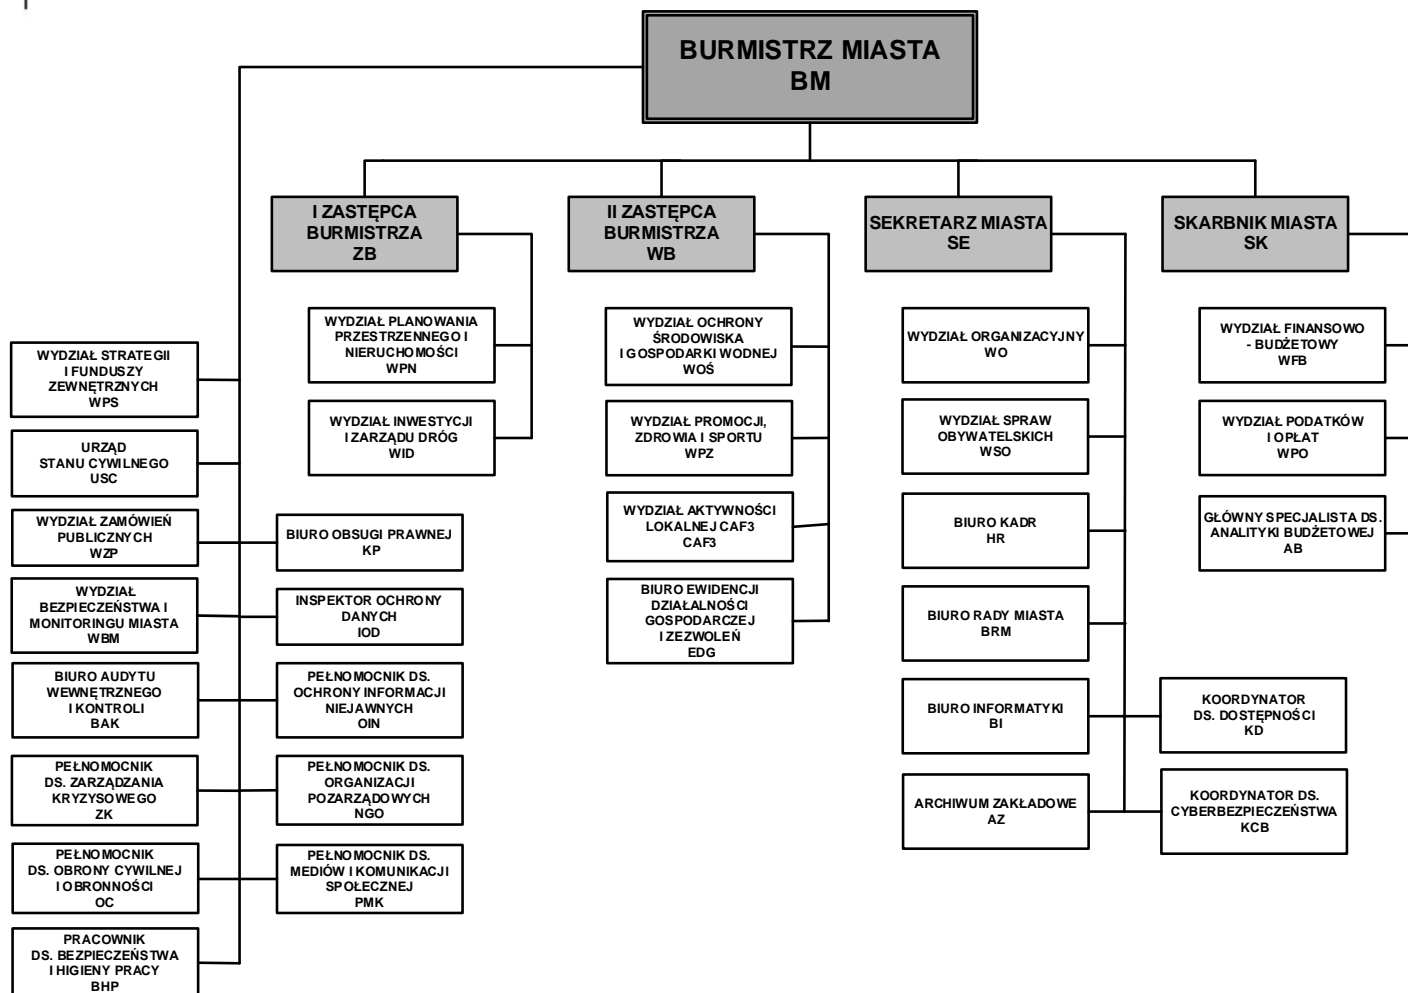 BURMISTRZ MIASTA
BM
I ZASTĘPCA
BURMISTRZA
ZB
II ZASTĘPCA
BURMISTRZA
WB
SEKRETARZ MIASTA
SE
SKARBNIK MIASTA
SK
WYDZIAŁ STRATEGII
I FUNDUSZY
ZEWNĘTRZNYCH
WPS
URZĄD
STANU CYWILNEGO
USC
WYDZIAŁ ZAMÓWIEŃ
PUBLICZNYCH
WZP
WYDZIAŁ
BEZPIECZEŃSTWA I
MONITORINGU MIASTA
WBM
BIURO AUDYTU
WEWNĘTRZNEGO
I KONTROLI
BAK
PEŁNOMOCNIK
DS. ZARZĄDZANIA
KRYZYSOWEGO
ZK
PEŁNOMOCNIK
DS. OBRONY CYWILNEJ
I OBRONNOŚCI
OC
PRACOWNIK
DS. BEZPIECZEŃSTWA
I HIGIENY PRACY
BHP
BIURO OBSUGI PRAWNEJ
KP
INSPEKTOR OCHRONY
DANYCH
IOD
PEŁNOMOCNIK DS.
OCHRONY INFORMACJI
NIEJAWNYCH
OIN
PEŁNOMOCNIK DS.
ORGANIZACJI
POZARZĄDOWYCH
NGO
PEŁNOMOCNIK DS.
MEDIÓW I KOMUNIKACJI
SPOŁECZNEJ
PMK
WYDZIAŁ PLANOWANIA
PRZESTRZENNEGO I
NIERUCHOMOŚCI
WPN
WYDZIAŁ INWESTYCJI
I ZARZĄDU DRÓG
WID
WYDZIAŁ OCHRONY
ŚRODOWISKA
I GOSPODARKI WODNEJ
WOŚ
WYDZIAŁ PROMOCJI,
ZDROWIA I SPORTU
WPZ
WYDZIAŁ AKTYWNOŚCI
LOKALNEJ CAF3
CAF3
BIURO EWIDENCJI
DZIAŁALNOŚCI
GOSPODARCZEJ
I ZEZWOLEŃ
EDG
WYDZIAŁ ORGANIZACYJNY
WO
WYDZIAŁ SPRAW
OBYWATELSKICH
WSO
BIURO KADR
HR
BIURO RADY MIASTA
BRM
BIURO INFORMATYKI
BI
ARCHIWUM ZAKŁADOWE
AZ
KOORDYNATOR
DS. DOSTĘPNOŚCI
KD
KOORDYNATOR DS.
CYBERBEZPIECZEŃSTWA
KCB
WYDZIAŁ FINANSOWO
- BUDŻETOWY
WFB
WYDZIAŁ PODATKÓW
I OPŁAT
WPO
GŁÓWNY SPECJALISTA DS.
ANALITYKI BUDŻETOWEJ
AB